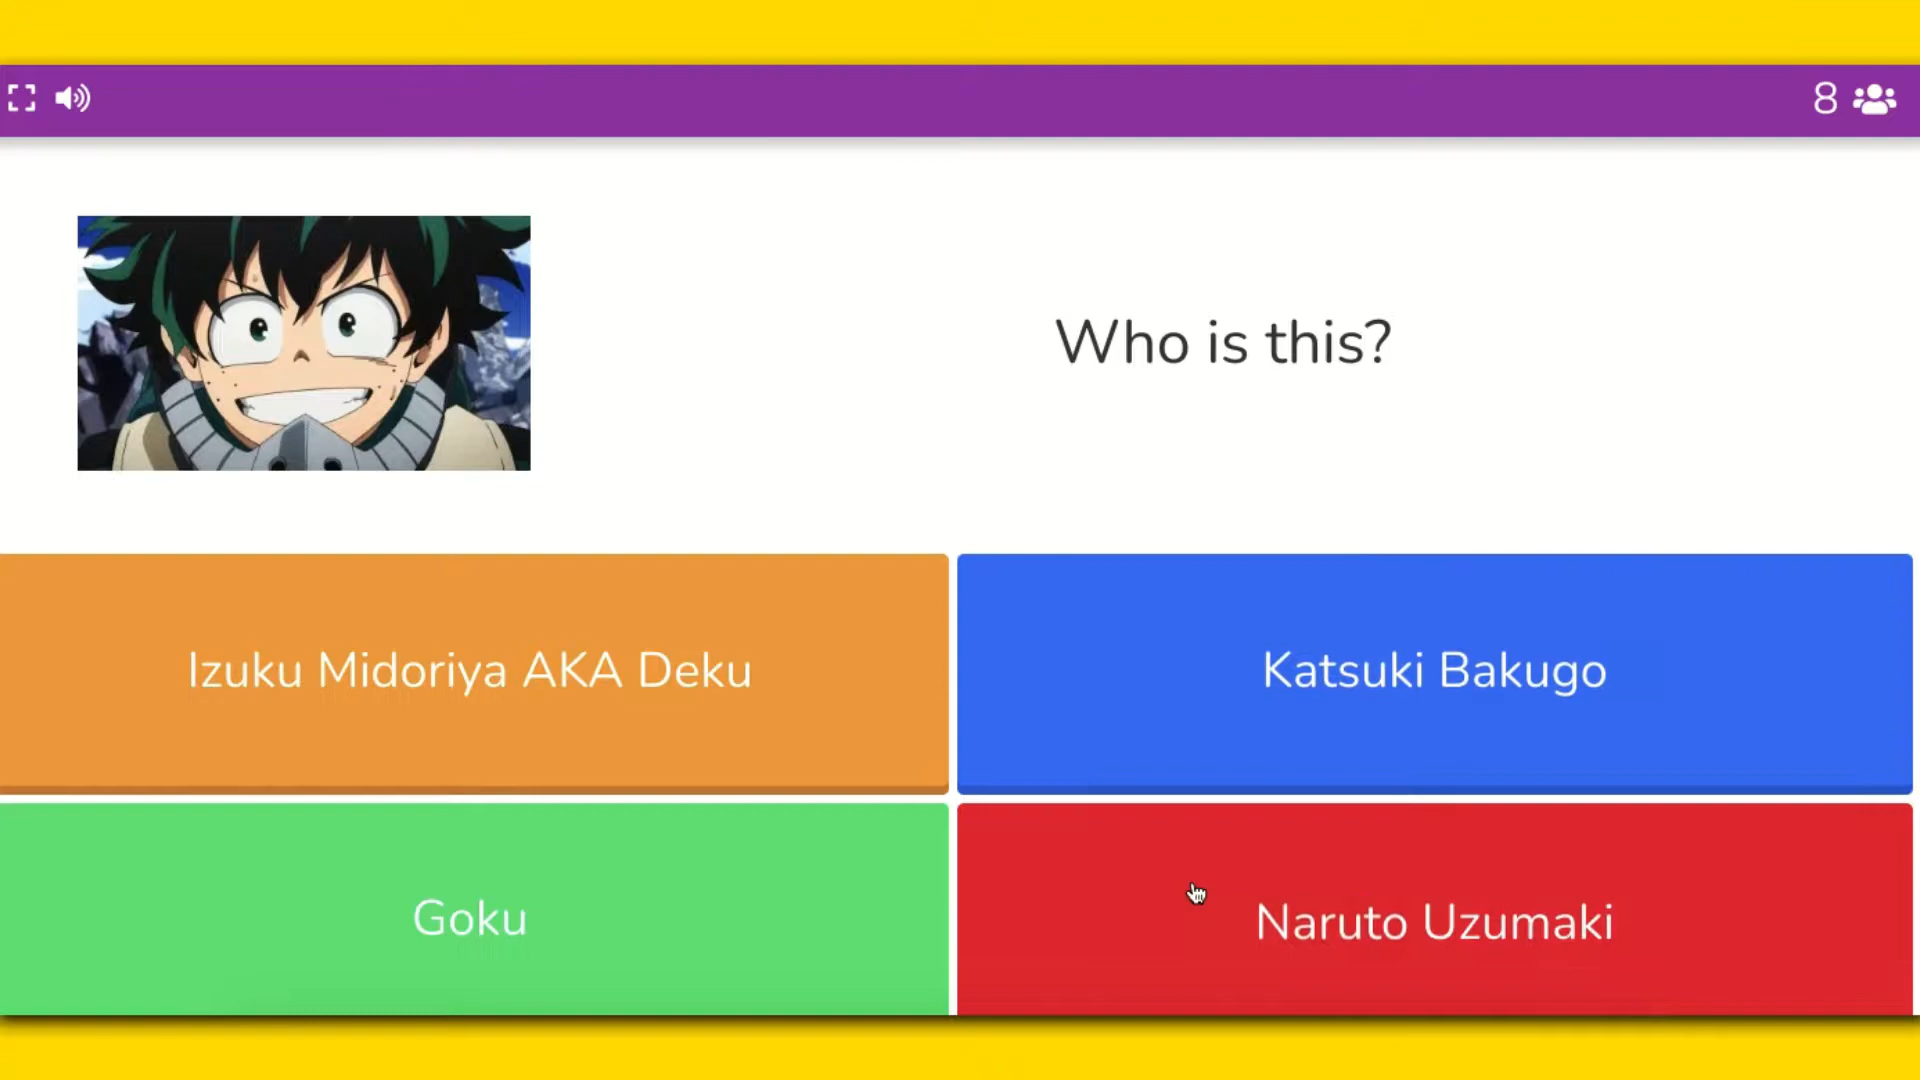 8
Who is this?
Izuku Midoriya AKA Deku
Katsuki Bakugo
Goku
Naruto Uzumaki